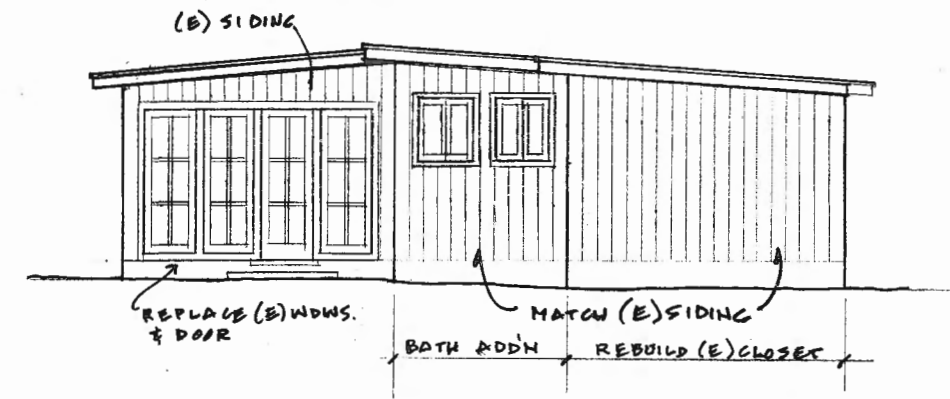 (E) SIDING
REPLACE (E) WDWS.
& DOOR
MATCH (E) SIDING
BATH ADD'N
REBUILD (E) CLOSET